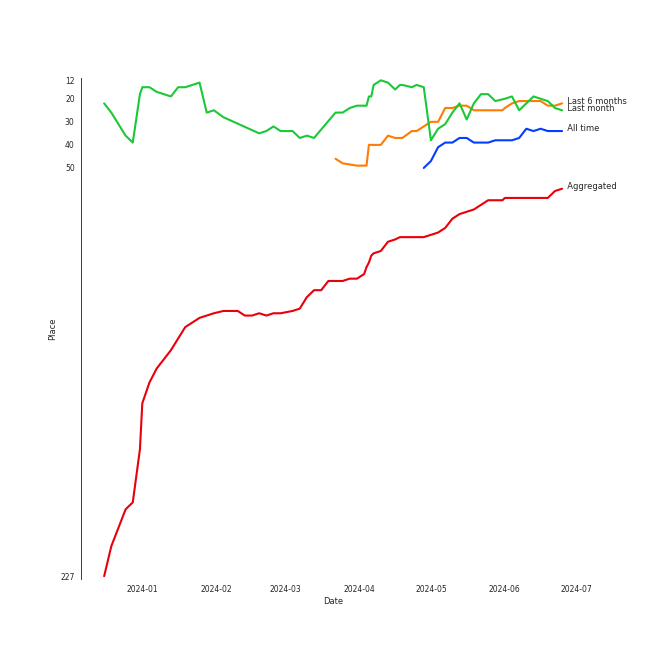 12
20
30
40
50
227
Place
Last 6 months
Last month
All time
Aggregated
2024-01
2024-02
2024-03
2024-04
2024-05
2024-06
2024-07
Date